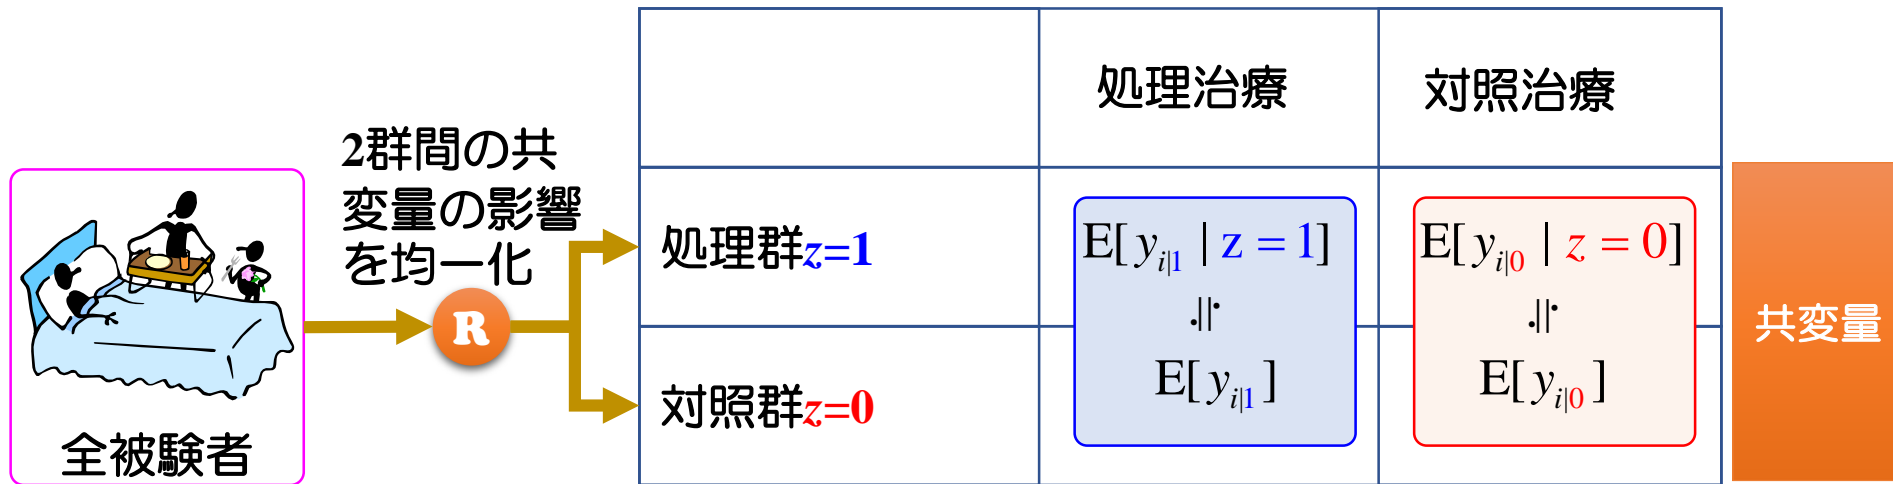 処理治療 対照治療
2群間の共
変量の影響
を均一化
処理群z=1
E[y_{i|1} | z = 1]
E[y_{i|0} | z = 0]
≒
≒
共変量
R
対照群z=0
E[y_{i|1}]
E[y_{i|0}]
全被験者